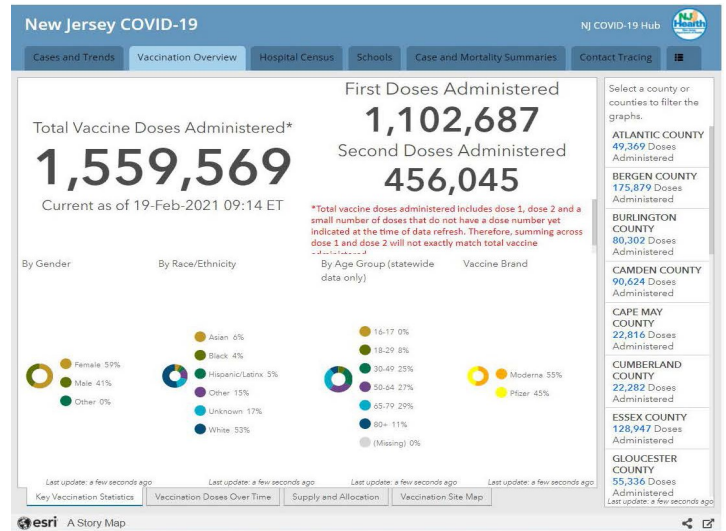 New Jersey COVID-19
NJ COVID-19 Hub
NJ
Health
Cases and Trends
Vaccination Overview
Hospital Census
Schools
Case and Mortality Summaries
Contact Tracing
Total Vaccine Doses Administered*
1,559,569
Current as of 19-Feb-2021 09:14 ET
First Doses Administered
1,102,687
Second Doses Administered
456,045
*Total vaccine doses administered includes dose 1, dose 2 and a
small number of doses that do not have a dose number yet
indicated at the time of data refresh. Therefore, summing across
dose 1 and dose 2 will not exactly match total vaccine
administered
By Gender
Female 59%
Male 41%
Other 0%
Last update: a few seconds ago
By Race/Ethnicity
Asian 6%
Black 4%
Hispanic/Latinx 5%
Other 15%
Unknown 17%
White 53%
Last update: a few seconds ago
By Age Group (statewide
data only)
16-17 0%
18-29 8%
30-49 25%
50-64 27%
65-79 29%
80+ 11%
(Missing) 0%
Last update: a few seconds ago
Vaccine Brand
Moderna 55%
Pfizer 45%
Last update: a few seconds ago
Select a county or
counties to filter the
graphs.
ATLANTIC COUNTY
49,369 Doses
Administered
BERGEN COUNTY
175,879 Doses
Administered
BURLINGTON
COUNTY
80,302 Doses
Administered
CAMDEN COUNTY
90,624 Doses
Administered
CAPE MAY
COUNTY
22,816 Doses
Administered
CUMBERLAND
COUNTY
22,282 Doses
Administered
ESSEX COUNTY
128,947 Doses
Administered
GLOUCESTER
COUNTY
55,336 Doses
Administered
Last update: a few seconds ago
Key Vaccination Statistics
Vaccination Doses Over Time
Supply and Allocation
Vaccination Site Map
esri A Story Map